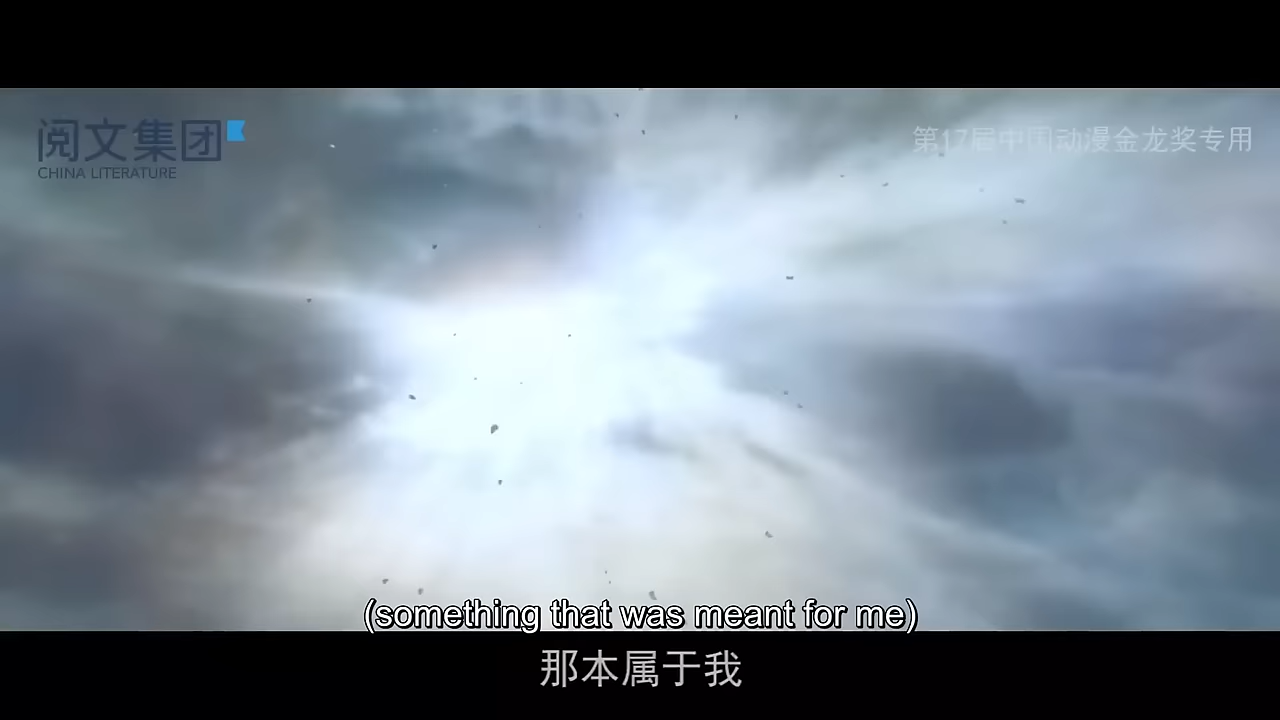 阅文集团
CHINA LITERATURE
第17届中国动漫金龙奖专用
(something that was meant for me)
那本属于我